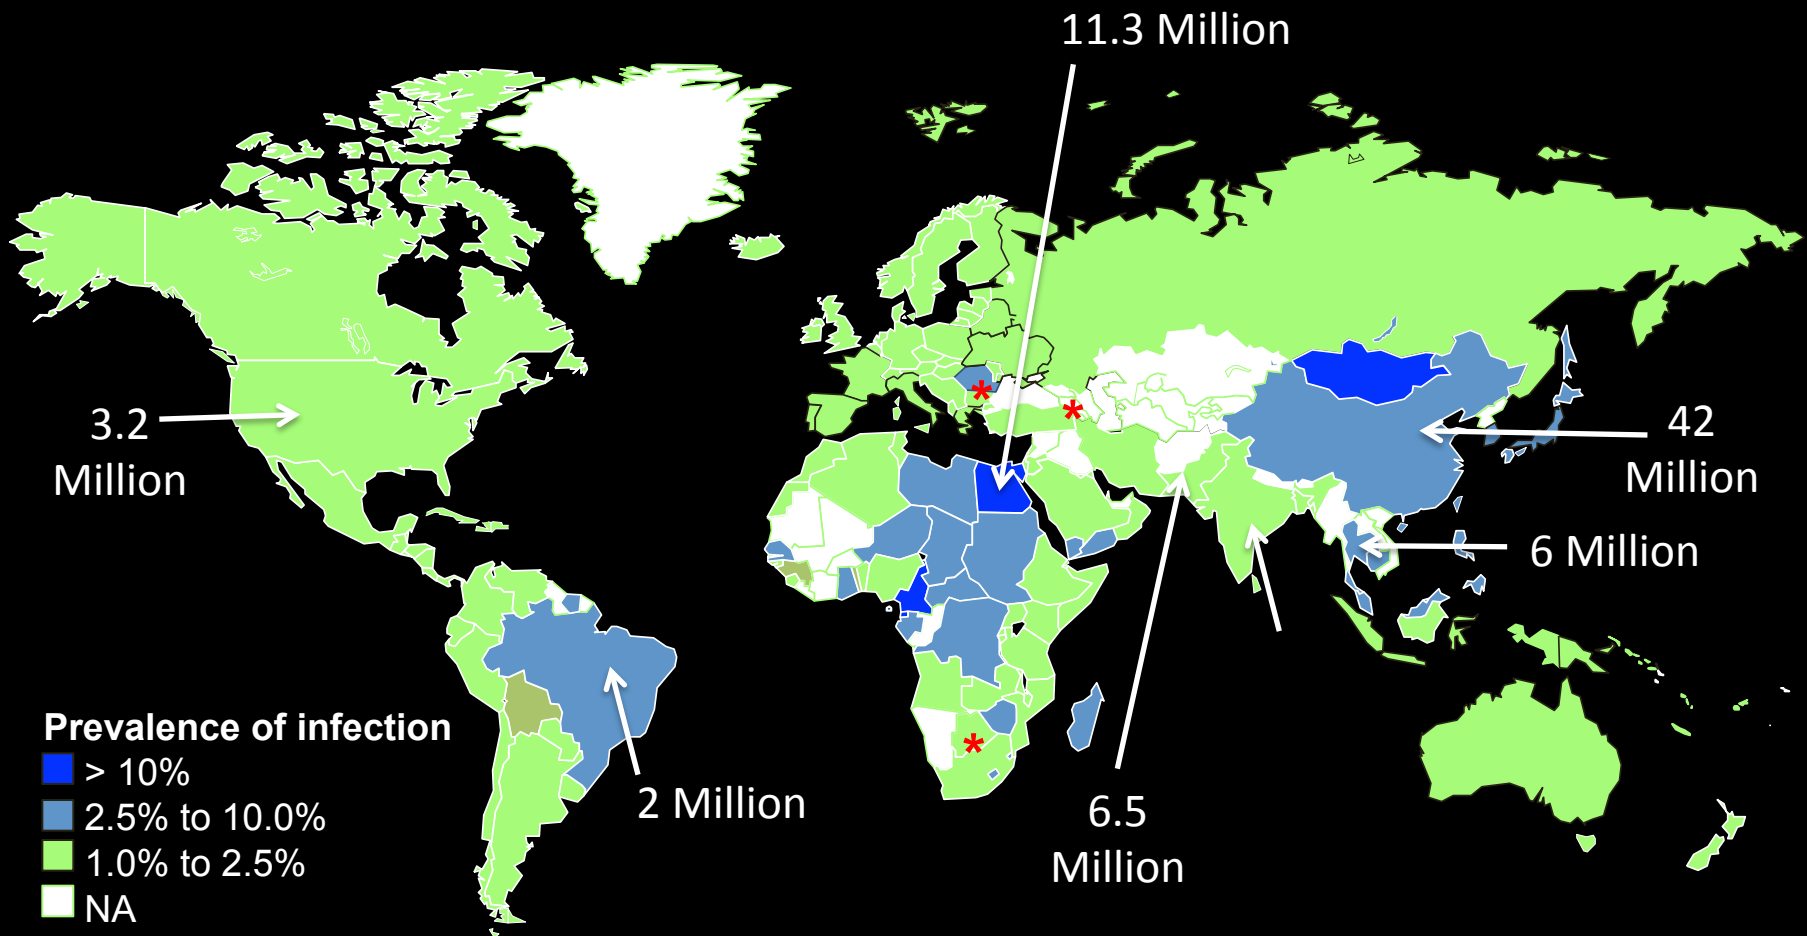 11.3 Million
3.2
Million
42
Million
6 Million
Prevalence of infection
> 10%
2.5% to 10.0%
1.0% to 2.5%
NA
2 Million
6.5
Million
*
*
*